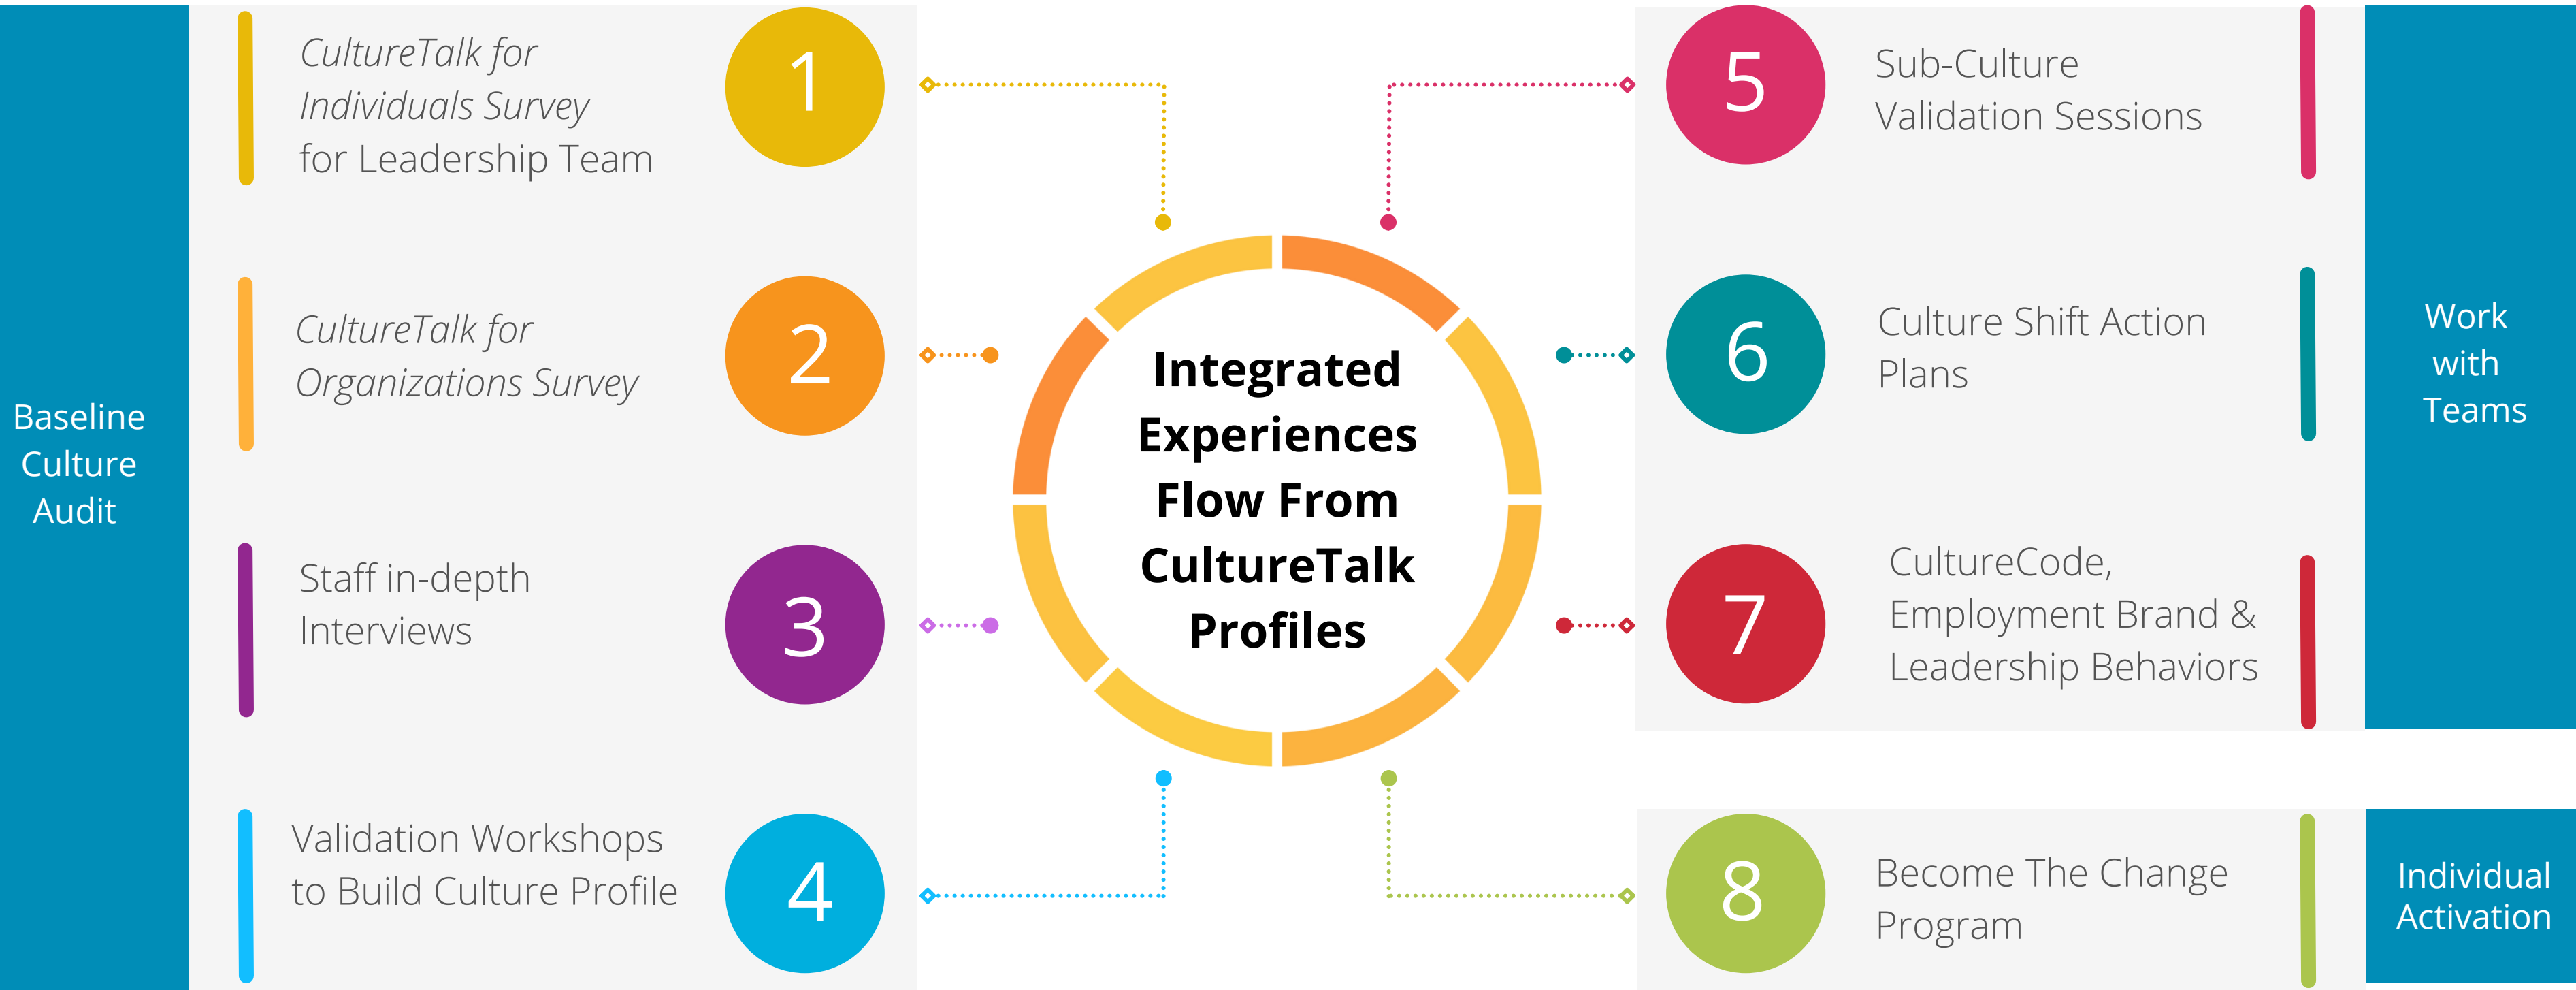 Baseline
Culture
Audit
CultureTalk for
Individuals Survey
for Leadership Team
1
CultureTalk for
Organizations Survey
2
Staff in-depth
Interviews
3
Validation Workshops
to Build Culture Profile
4
Integrated
Experiences
Flow From
CultureTalk
Profiles
5
Sub-Culture
Validation Sessions
6
Culture Shift Action
Plans
7
CultureCode,
Employment Brand &
Leadership Behaviors
Work
with
Teams
8
Become The Change
Program
Individual
Activation